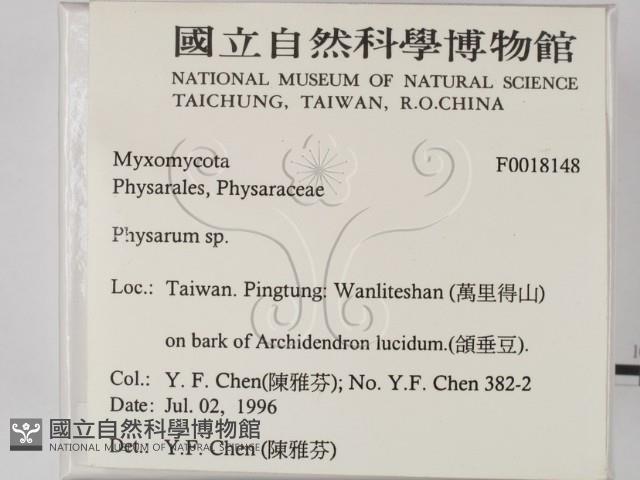 國立自然科學博物館
NATIONAL MUSEUM OF NATURAL SCIENCE
TAICHUNG, TAIWAN, R.O.CHINA
Myxomycota F0018148
Physarales, Physaraceae
Physarum sp.
Loc.: Taiwan. Pingtung: Wanliteshan (萬里得山)
on bark of Archidendron lucidum.(頷垂豆).
Col.: Y. F. Chen(陳雅芬); No. Y.F. Chen 382-2
Date: Jul. 02, 1996
國立自然科學博物館
NATIONAL MUSEUM OF NATURAL SCIENCE
Det.: Y.F. Chen (陳雅芬)